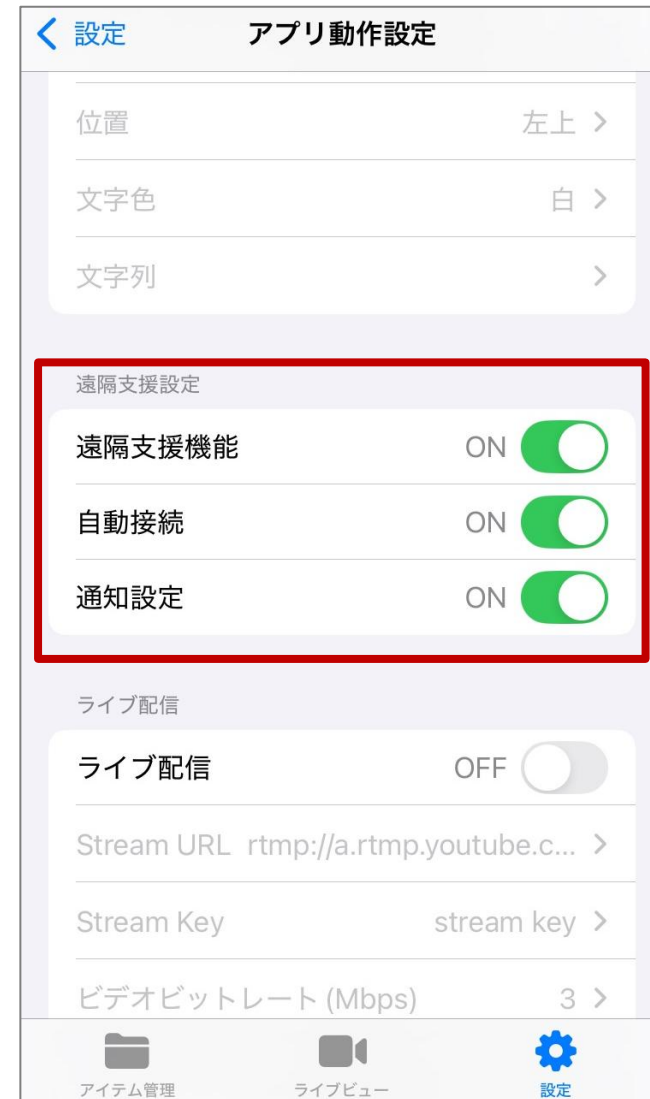 設定 アプリ動作設定
位置 左上
文字色 白
文字列
遠隔支援設定
遠隔支援機能 ON
自動接続 ON
通知設定 ON
ライブ配信
ライブ配信 OFF
Stream URL rtmp://a.rtmp.youtube.c...
Stream Key stream key
ビデオビットレート (Mbps) 3
アイテム管理 ライブビュー 設定